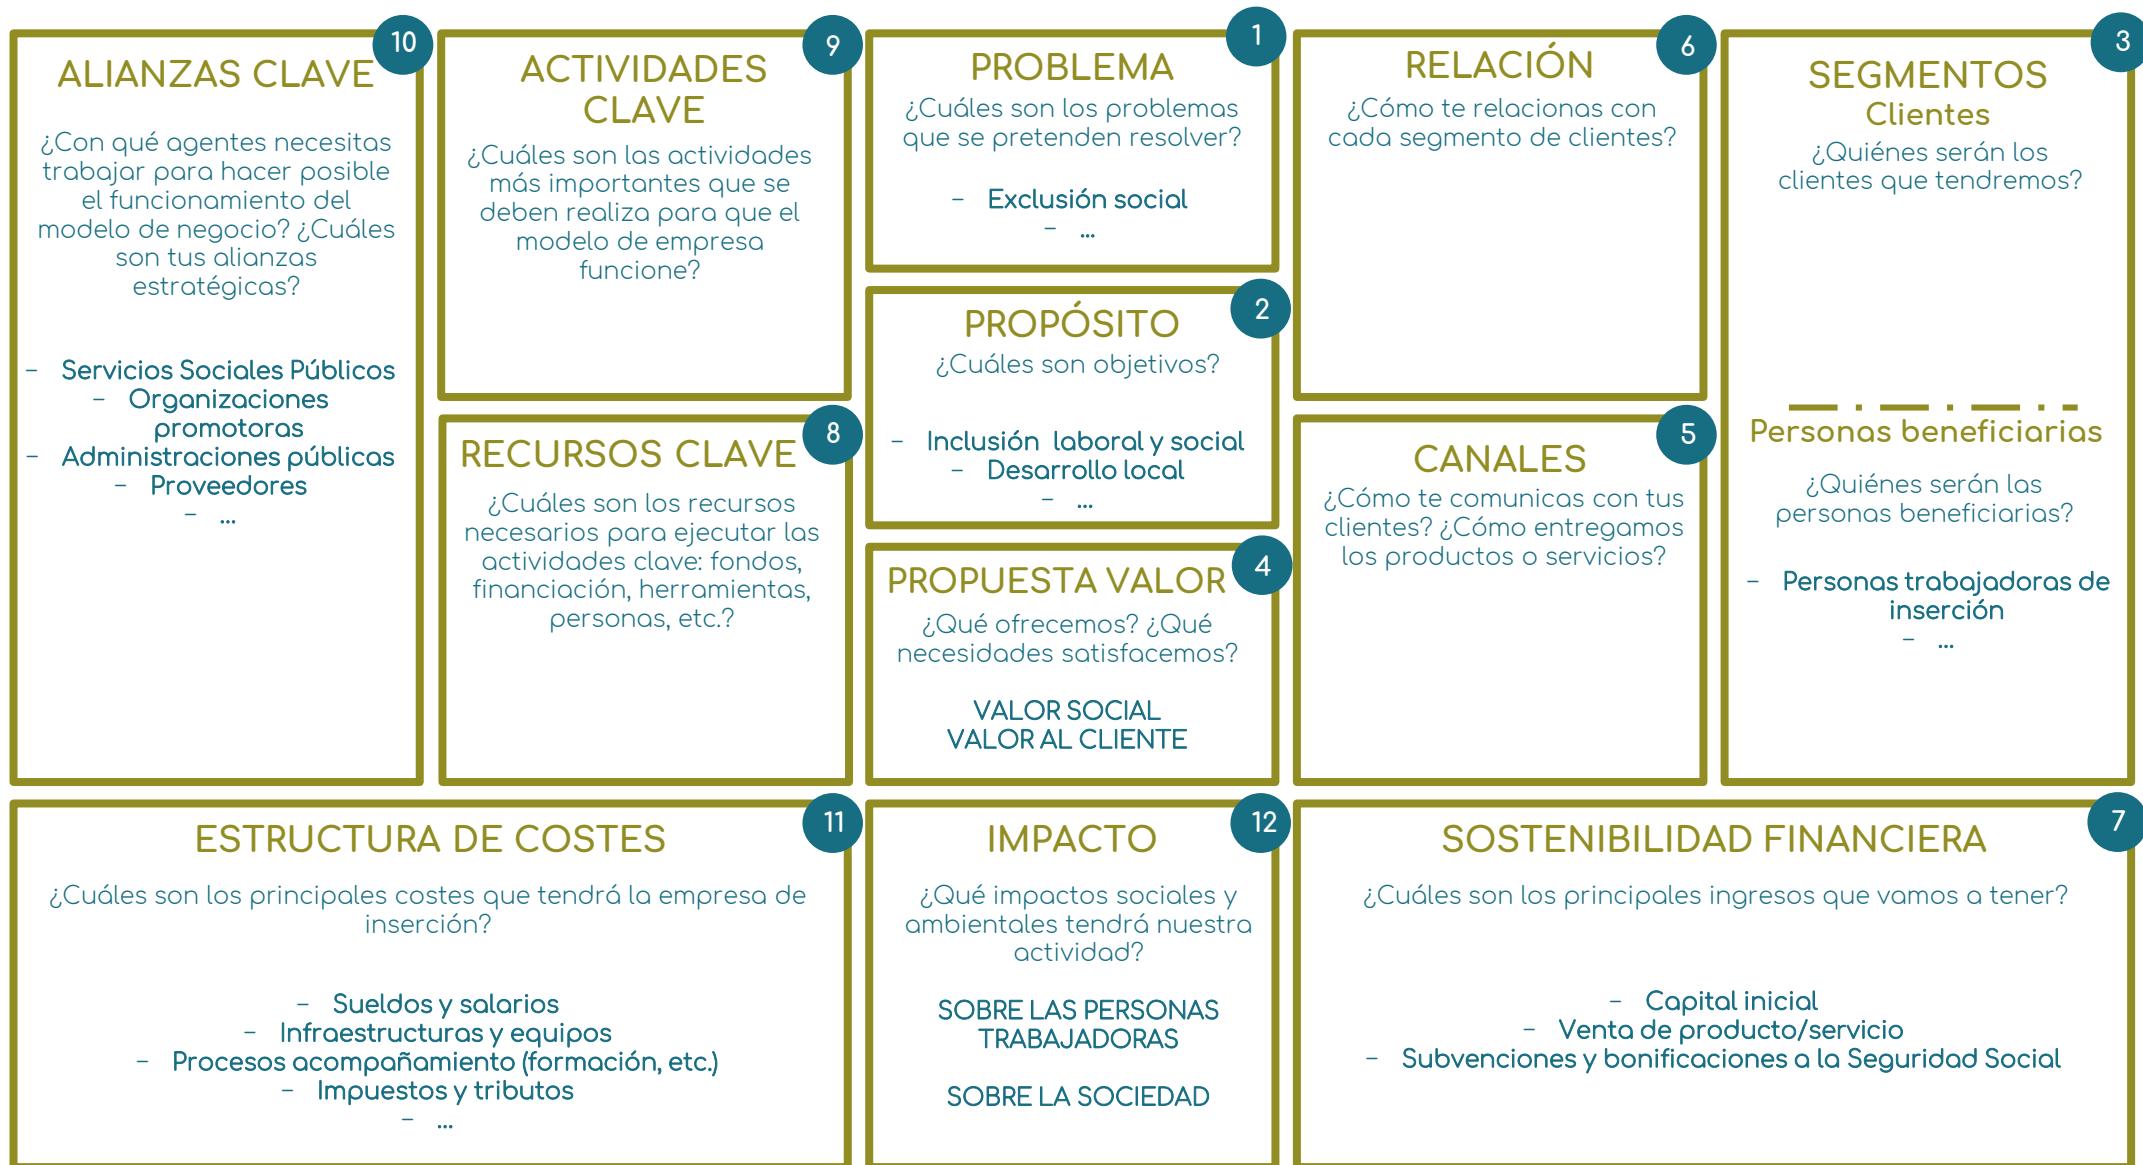 10
ALIANZAS CLAVE
¿Con qué agentes necesitas
trabajar para hacer posible
el funcionamiento del
modelo de negocio? ¿Cuáles
son tus alianzas
estratégicas?
- Servicios Sociales Públicos
- Organizaciones
promotoras
- Administraciones públicas
- Proveedores
- ...
9
ACTIVIDADES
CLAVE
¿Cuáles son las actividades
más importantes que se
deben realiza para que el
modelo de empresa
funcione?
8
RECURSOS CLAVE
¿Cuáles son los recursos
necesarios para ejecutar las
actividades clave: fondos,
financiación, herramientas,
personas, etc.?
1
PROBLEMA
¿Cuáles son los problemas
que se pretenden resolver?
- Exclusión social
- ...
2
PROPÓSITO
¿Cuáles son objetivos?
- Inclusión laboral y social
- Desarrollo local
- ...
4
PROPUESTA VALOR
¿Qué ofrecemos? ¿Qué
necesidades satisfacemos?
VALOR SOCIAL
VALOR AL CLIENTE
6
RELACIÓN
¿Cómo te relacionas con
cada segmento de clientes?
5
CANALES
¿Cómo te comunicas con tus
clientes? ¿Cómo entregamos
los productos o servicios?
3
SEGMENTOS
Clientes
¿Quiénes serán los
clientes que tendremos?
Personas beneficiarias
¿Quiénes serán las
personas beneficiarias?
- Personas trabajadoras de
inserción
- ...
11
ESTRUCTURA DE COSTES
¿Cuáles son los principales costes que tendrá la empresa de
inserción?
- Sueldos y salarios
- Infraestructuras y equipos
- Procesos acompañamiento (formación, etc.)
- Impuestos y tributos
- ...
12
IMPACTO
¿Qué impactos sociales y
ambientales tendrá nuestra
actividad?
SOBRE LAS PERSONAS
TRABAJADORAS
SOBRE LA SOCIEDAD
7
SOSTENIBILIDAD FINANCIERA
¿Cuáles son los principales ingresos que vamos a tener?
- Capital inicial
- Venta de producto/servicio
- Subvenciones y bonificaciones a la Seguridad Social